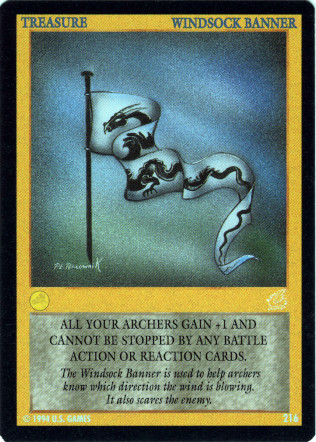 TREASURE WINDSOCK BANNER
ALL YOUR ARCHERS GAIN +1 AND
CANNOT BE STOPPED BY ANY BATTLE
ACTION OR REACTION CARDS.
The Windsock Banner is used to help archers
know which direction the wind is blowing.
It also scares the enemy.
© 1994 U.S. GAMES 216